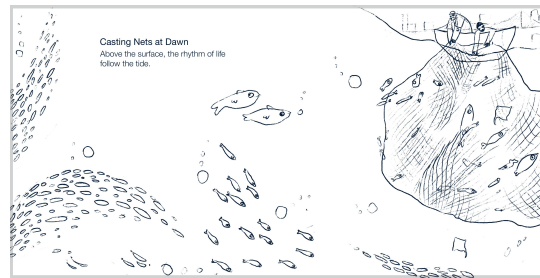 Casting Nets at Dawn
Above the surface, the rhythm of life
follow the tide.